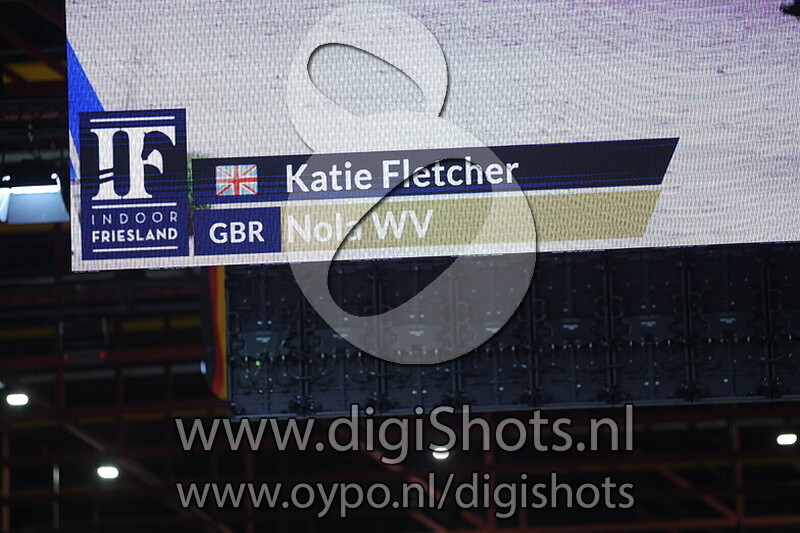 IF
INDOOR
FRIESLAND
Katie Fletcher
GBR Nola WV
www.digiShots.nl
www.oypo.nl/digishots